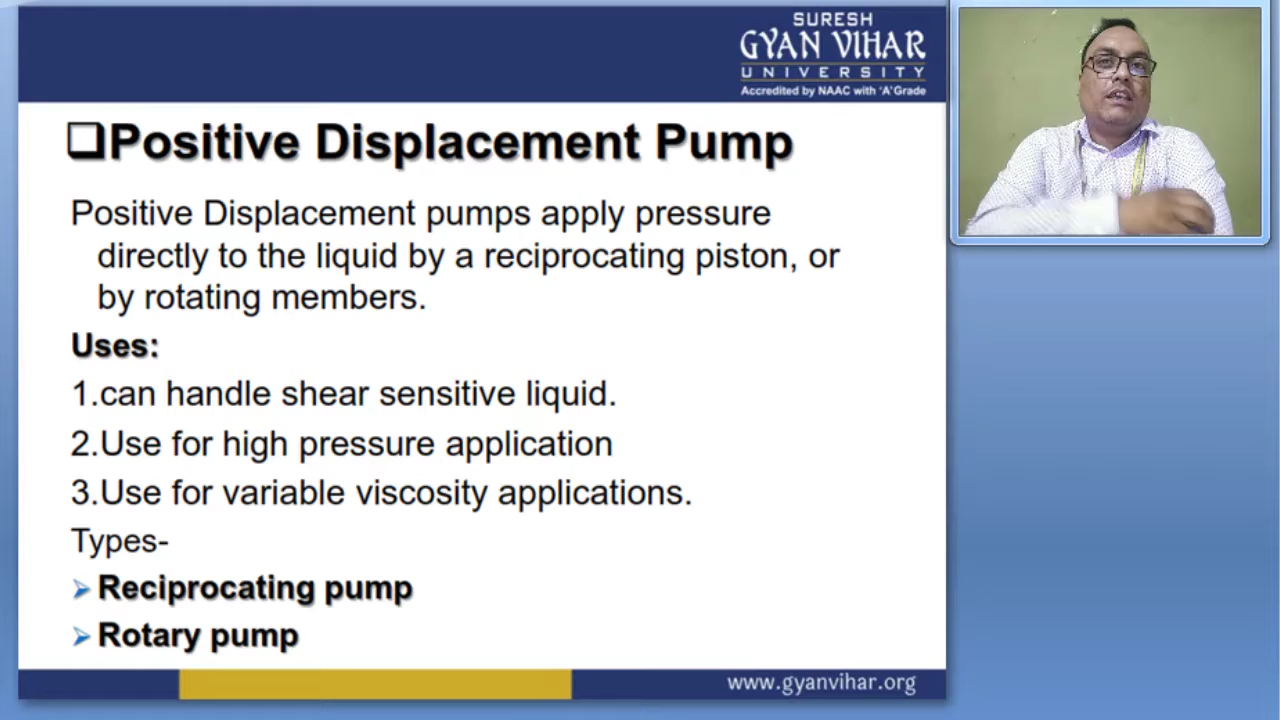 SURESH
GYAN VIHAR
UNIVERSITY
Accredited by NAAC with 'A' Grade
❑Positive Displacement Pump
Positive Displacement pumps apply pressure
directly to the liquid by a reciprocating piston, or
by rotating members.
Uses:
1.can handle shear sensitive liquid.
2.Use for high pressure application
3.Use for variable viscosity applications.
Types-
➢ Reciprocating pump
➢ Rotary pump
www.gyanvihar.org